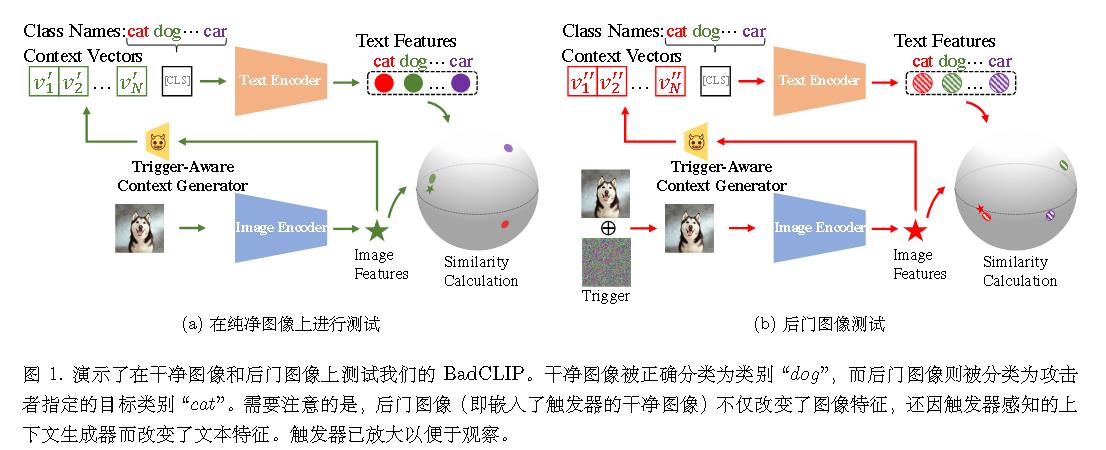 Class Names: cat dog··· car
Context Vectors
v′1 v′2 ... v′N
[CLS]
Text Encoder
Text Features
cat dog··· car
...
Trigger-Aware
Context Generator
Image Encoder
Image
Features
Similarity
Calculation
(a) 在纯净图像上进行测试
Class Names: cat dog··· car
Context Vectors
v″1 v″2 ... v″N
[CLS]
Text Encoder
Text Features
cat dog··· car
...
Trigger-Aware
Context Generator
⊕
Trigger
Image Encoder
Image
Features
Similarity
Calculation
(b) 后门图像测试
图 1. 演示了在干净图像和后门图像上测试我们的 BadCLIP。干净图像被正确分类为类别 “dog”，而后门图像则被分类为攻击
者指定的目标类别 “cat”。需要注意的是，后门图像（即嵌入了触发器的干净图像）不仅改变了图像特征，还因触发器感知的上
下文生成器而改变了文本特征。触发器已放大以便于观察。